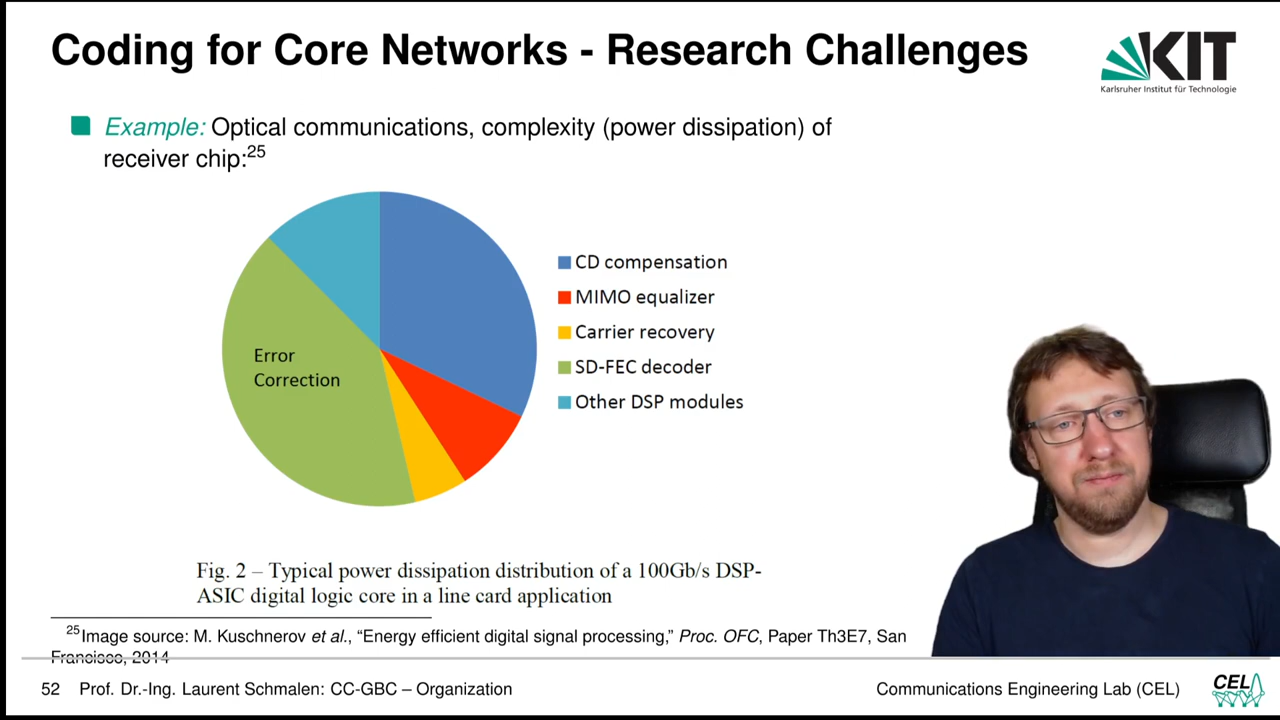 Coding for Core Networks - Research Challenges
KIT
Karlsruher Institut für Technologie
Example: Optical communications, complexity (power dissipation) of
receiver chip:25
Error
Correction
CD compensation
MIMO equalizer
Carrier recovery
SD-FEC decoder
Other DSP modules
Fig. 2 – Typical power dissipation distribution of a 100Gb/s DSP-
ASIC digital logic core in a line card application
25Image source: M. Kuschnerov et al., “Energy efficient digital signal processing,” Proc. OFC, Paper Th3E7, San
Francisco, 2014
52 Prof. Dr.-Ing. Laurent Schmalen: CC-GBC – Organization
Communications Engineering Lab (CEL)
CEL